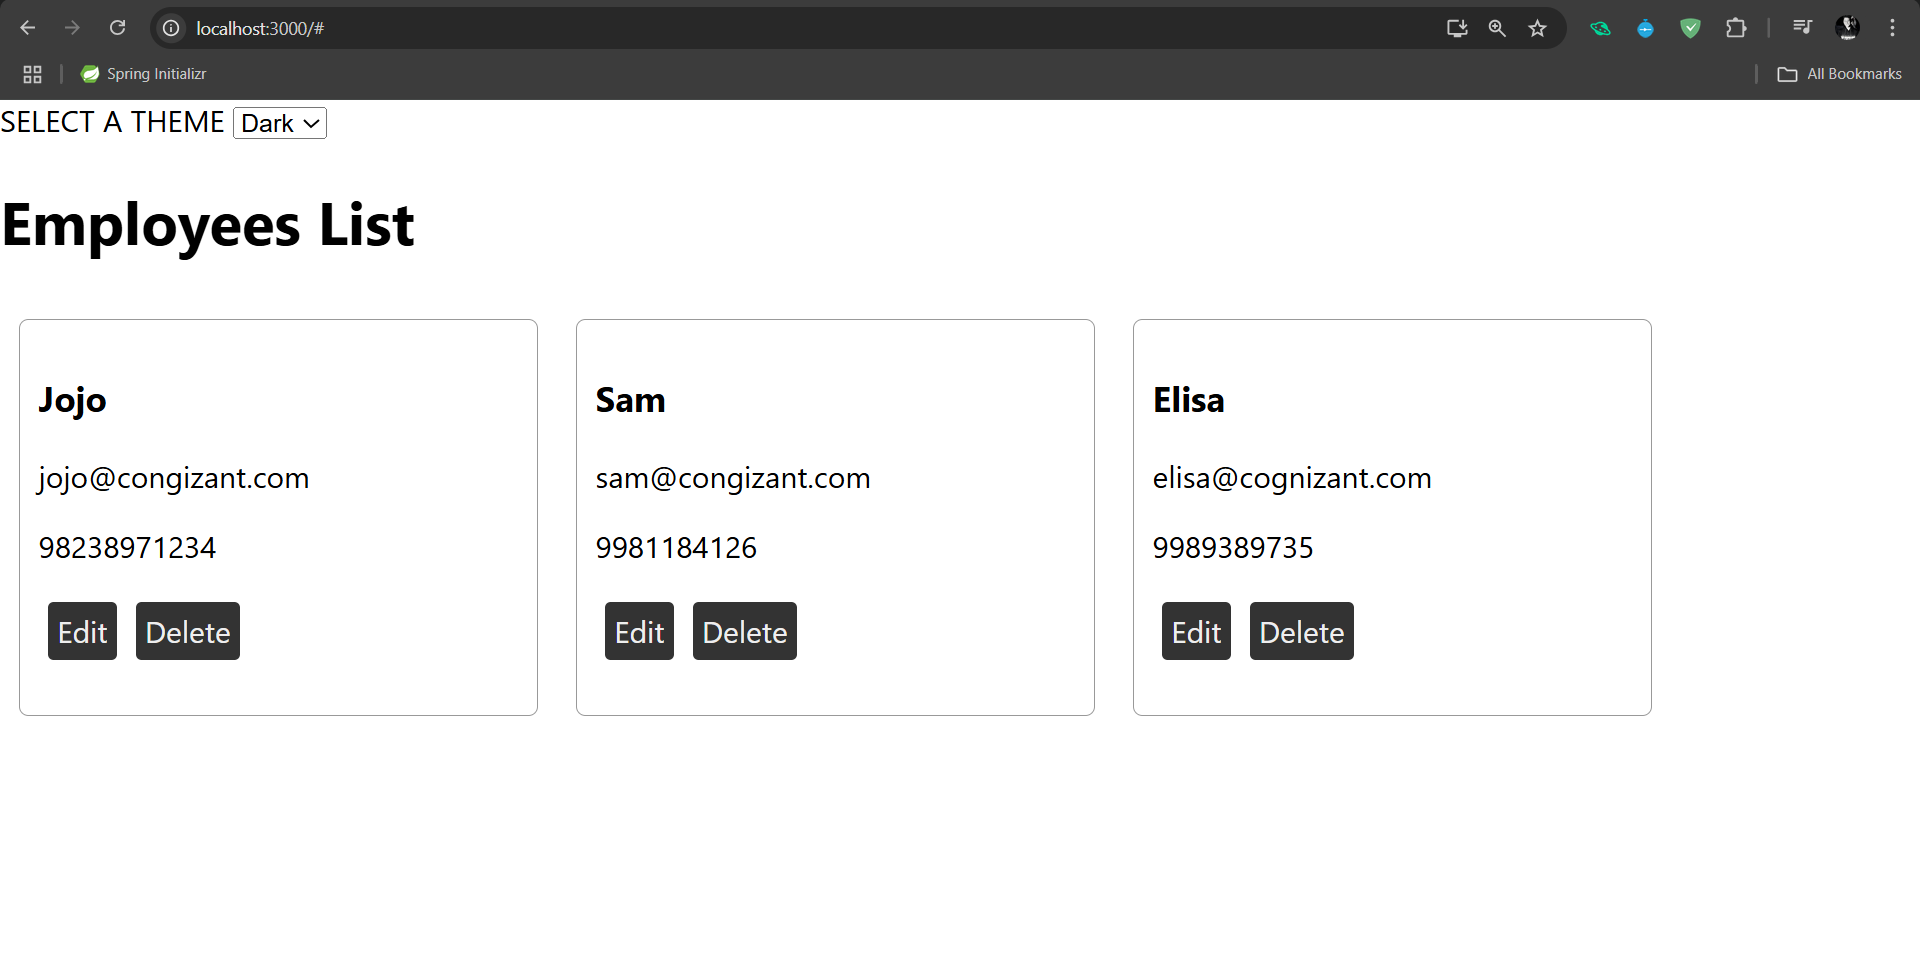 localhost:3000/#
Spring Initializr
All Bookmarks
SELECT A THEME Dark
Employees List
Jojo
jojo@congizant.com
98238971234
Edit Delete
Sam
sam@congizant.com
9981184126
Edit Delete
Elisa
elisa@cognizant.com
9989389735
Edit Delete